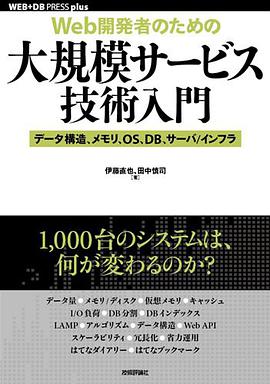 WEB+DB PRESS plus
Web開発者のための
大規模サービス
技術入門
データ構造、メモリ、OS、DB、サーバ/インフラ
伊藤直也、田中慎司
[著]
1,000台のシステムは、
何が変わるのか?
データ量●メモリ/ディスク●仮想メモリ●キャッシュ
I/O負荷●DB分割●DBインデックス
LAMP●アルゴリズム●データ構造●Web API
スケーラビリティ●冗長化●省力運用
はてなダイアリー●はてなブックマーク
技術評論社